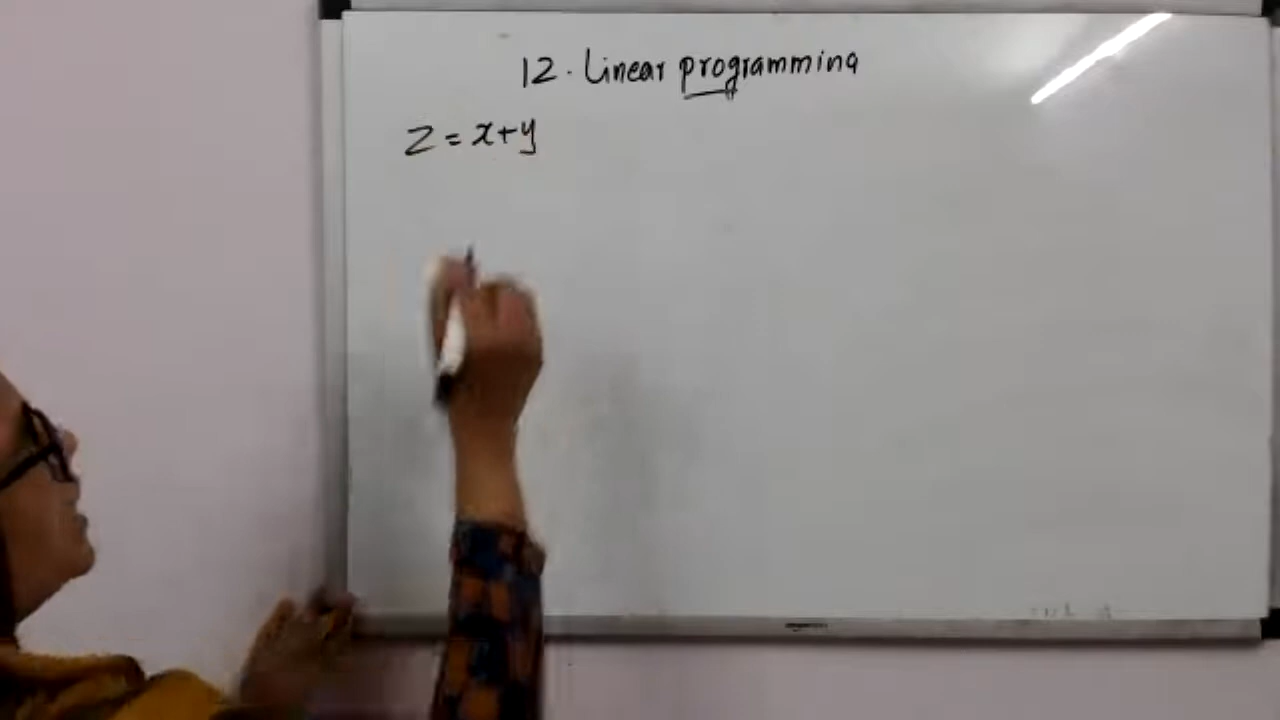 12. Linear programming
Z = x+y